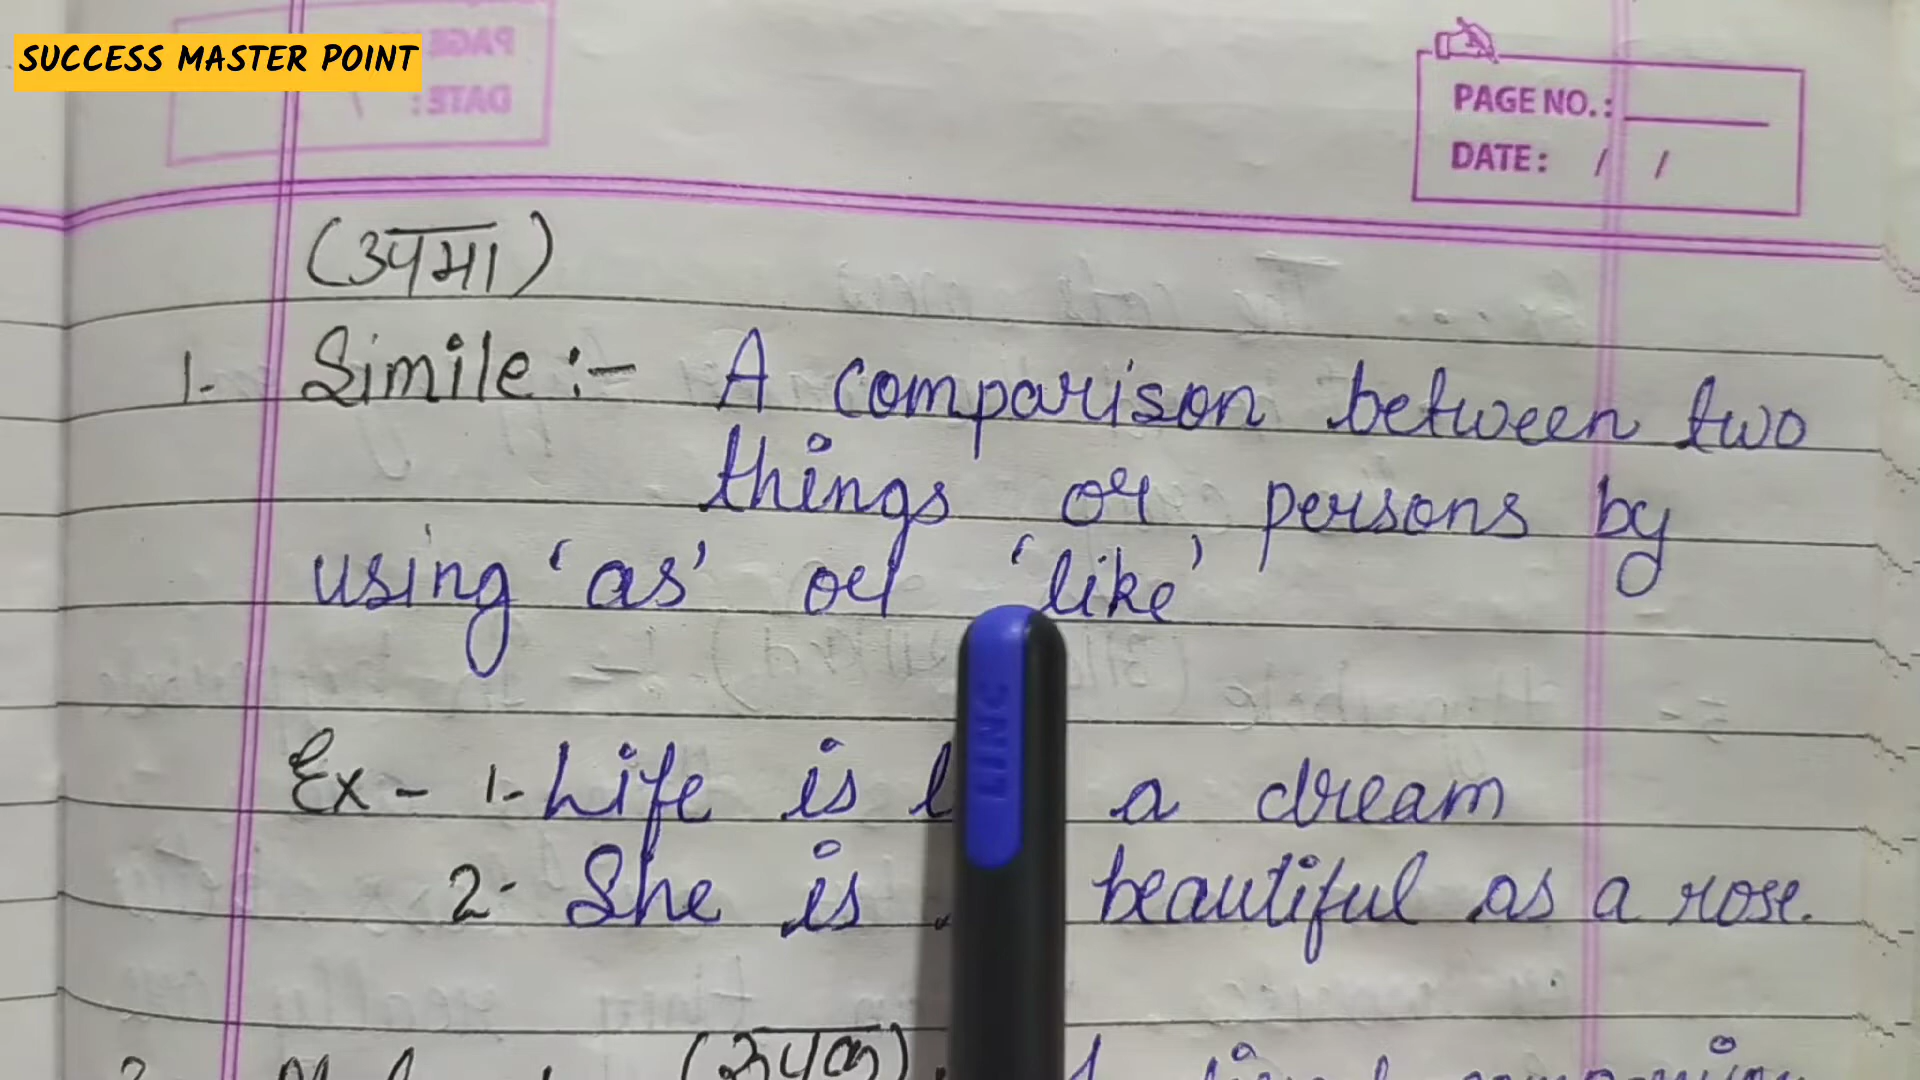 SUCCESS MASTER POINT
PAGE NO.:
DATE: / /
(उपमा)
1. Simile :- A comparison between two
things or persons by
using 'as' or 'like'
Ex - 1. Life is a dream
2. She is beautiful as a rose.
(रूपक)